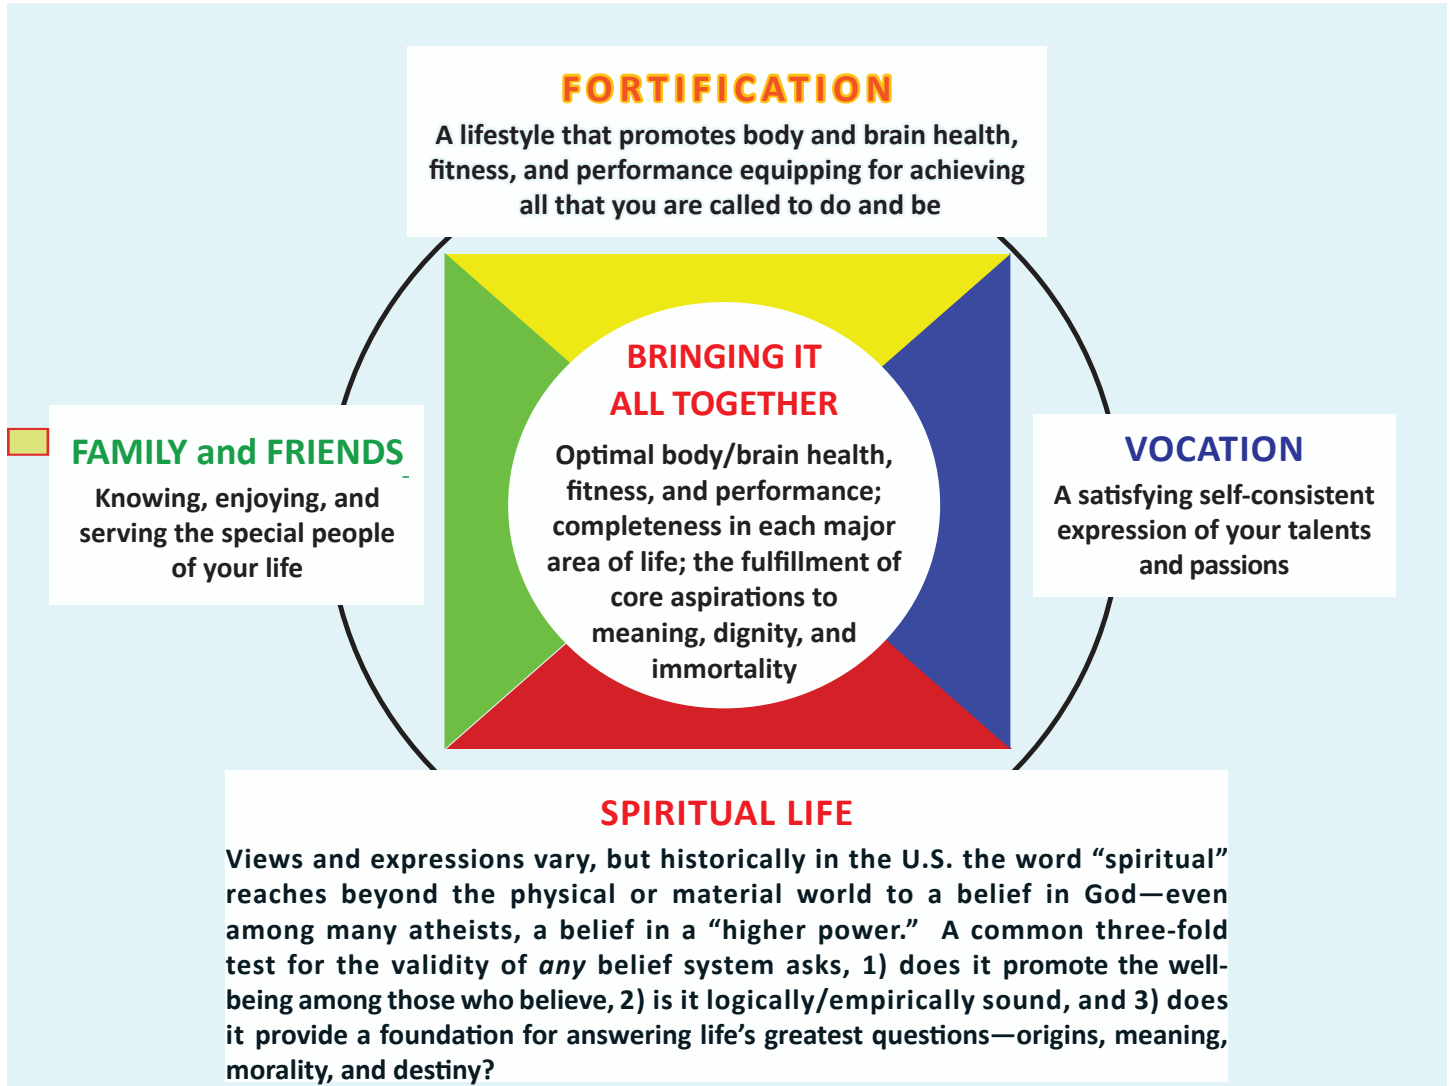 FORTIFICATION
A lifestyle that promotes body and brain health,
fitness, and performance equipping for achieving
all that you are called to do and be
BRINGING IT
ALL TOGETHER
Optimal body/brain health,
fitness, and performance;
completeness in each major
area of life; the fulfillment of
core aspirations to
meaning, dignity, and
immortality
FAMILY and FRIENDS
Knowing, enjoying, and
serving the special people
of your life
VOCATION
A satisfying self-consistent
expression of your talents
and passions
SPIRITUAL LIFE
Views and expressions vary, but historically in the U.S. the word “spiritual”
reaches beyond the physical or material world to a belief in God—even
among many atheists, a belief in a “higher power.” A common three-fold
test for the validity of any belief system asks, 1) does it promote the well-
being among those who believe, 2) is it logically/empirically sound, and 3) does
it provide a foundation for answering life’s greatest questions—origins, meaning,
morality, and destiny?